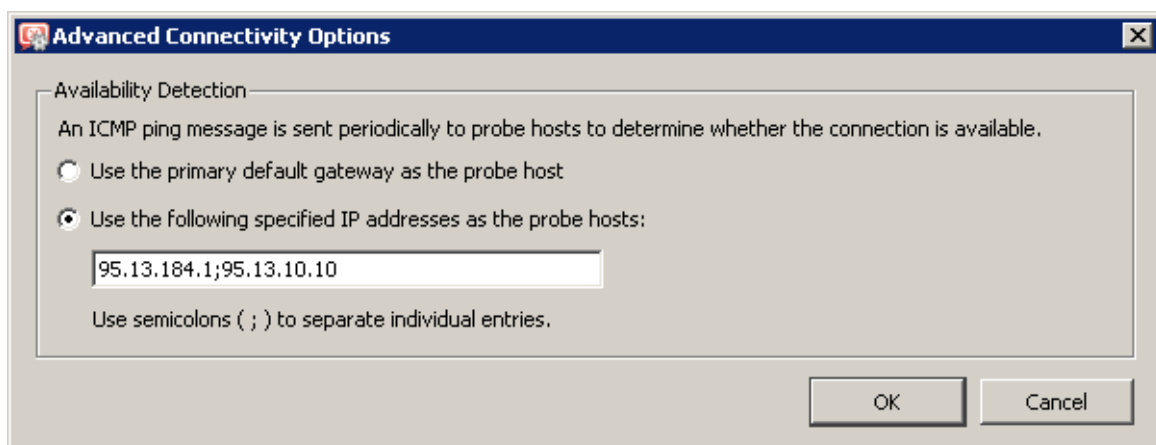 Advanced Connectivity Options
Availability Detection
An ICMP ping message is sent periodically to probe hosts to determine whether the connection is available.
Use the primary default gateway as the probe host
Use the following specified IP addresses as the probe hosts:
95.13.184.1;95.13.10.10
Use semicolons ( ; ) to separate individual entries.
OK Cancel